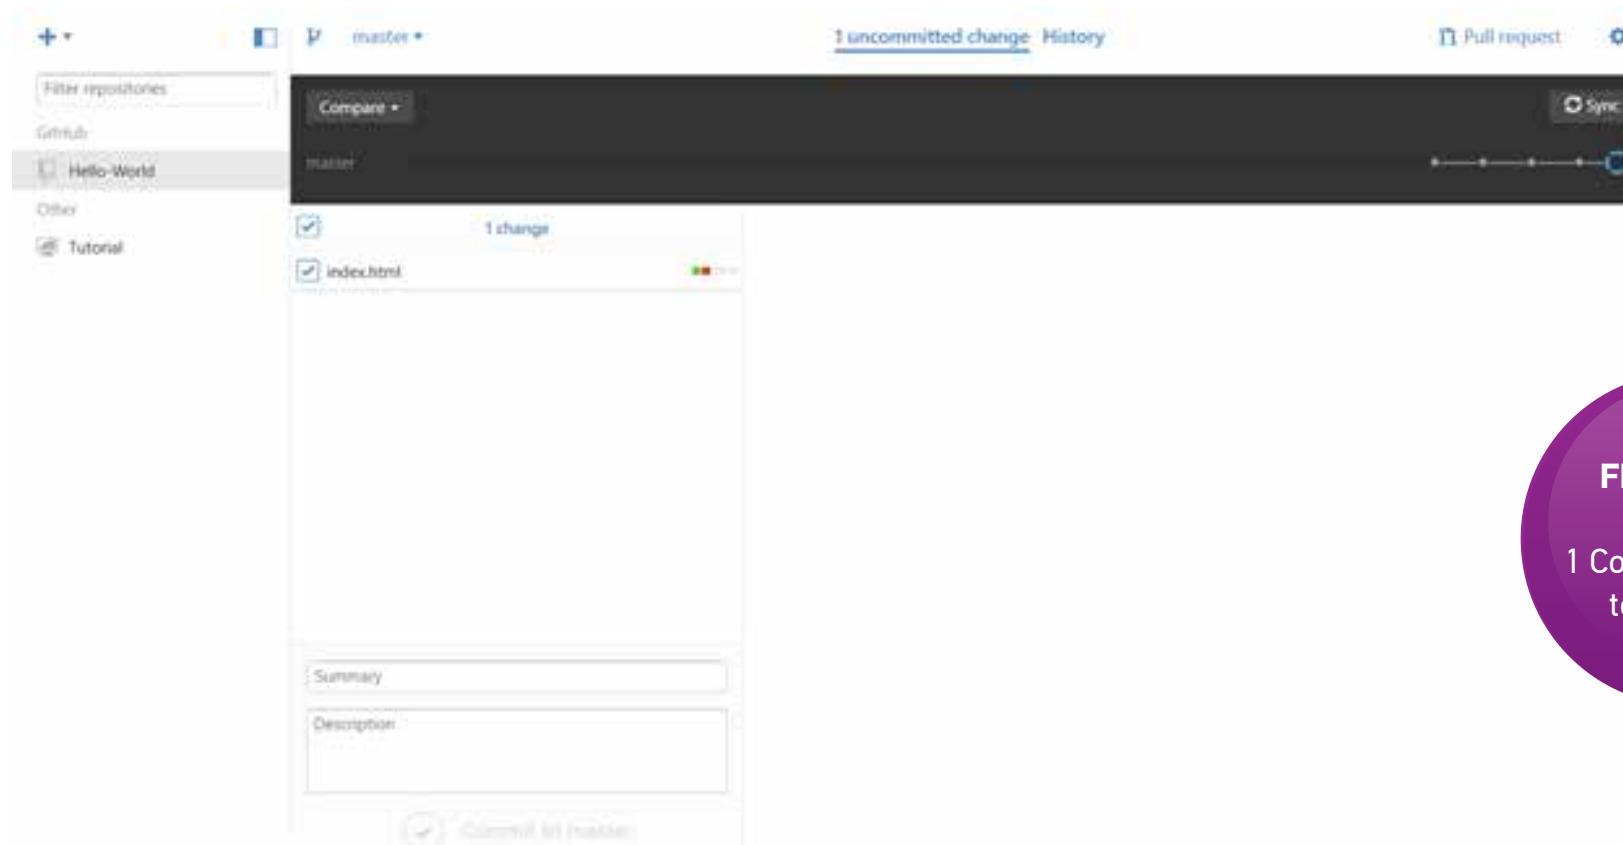 master
1 uncommitted change History
Pull request
Filter repositories
Compare
Sync
GitHub
Hello-World
master
Other
Tutorial
1 change
index.html
1
Summary
Description
Commit to master